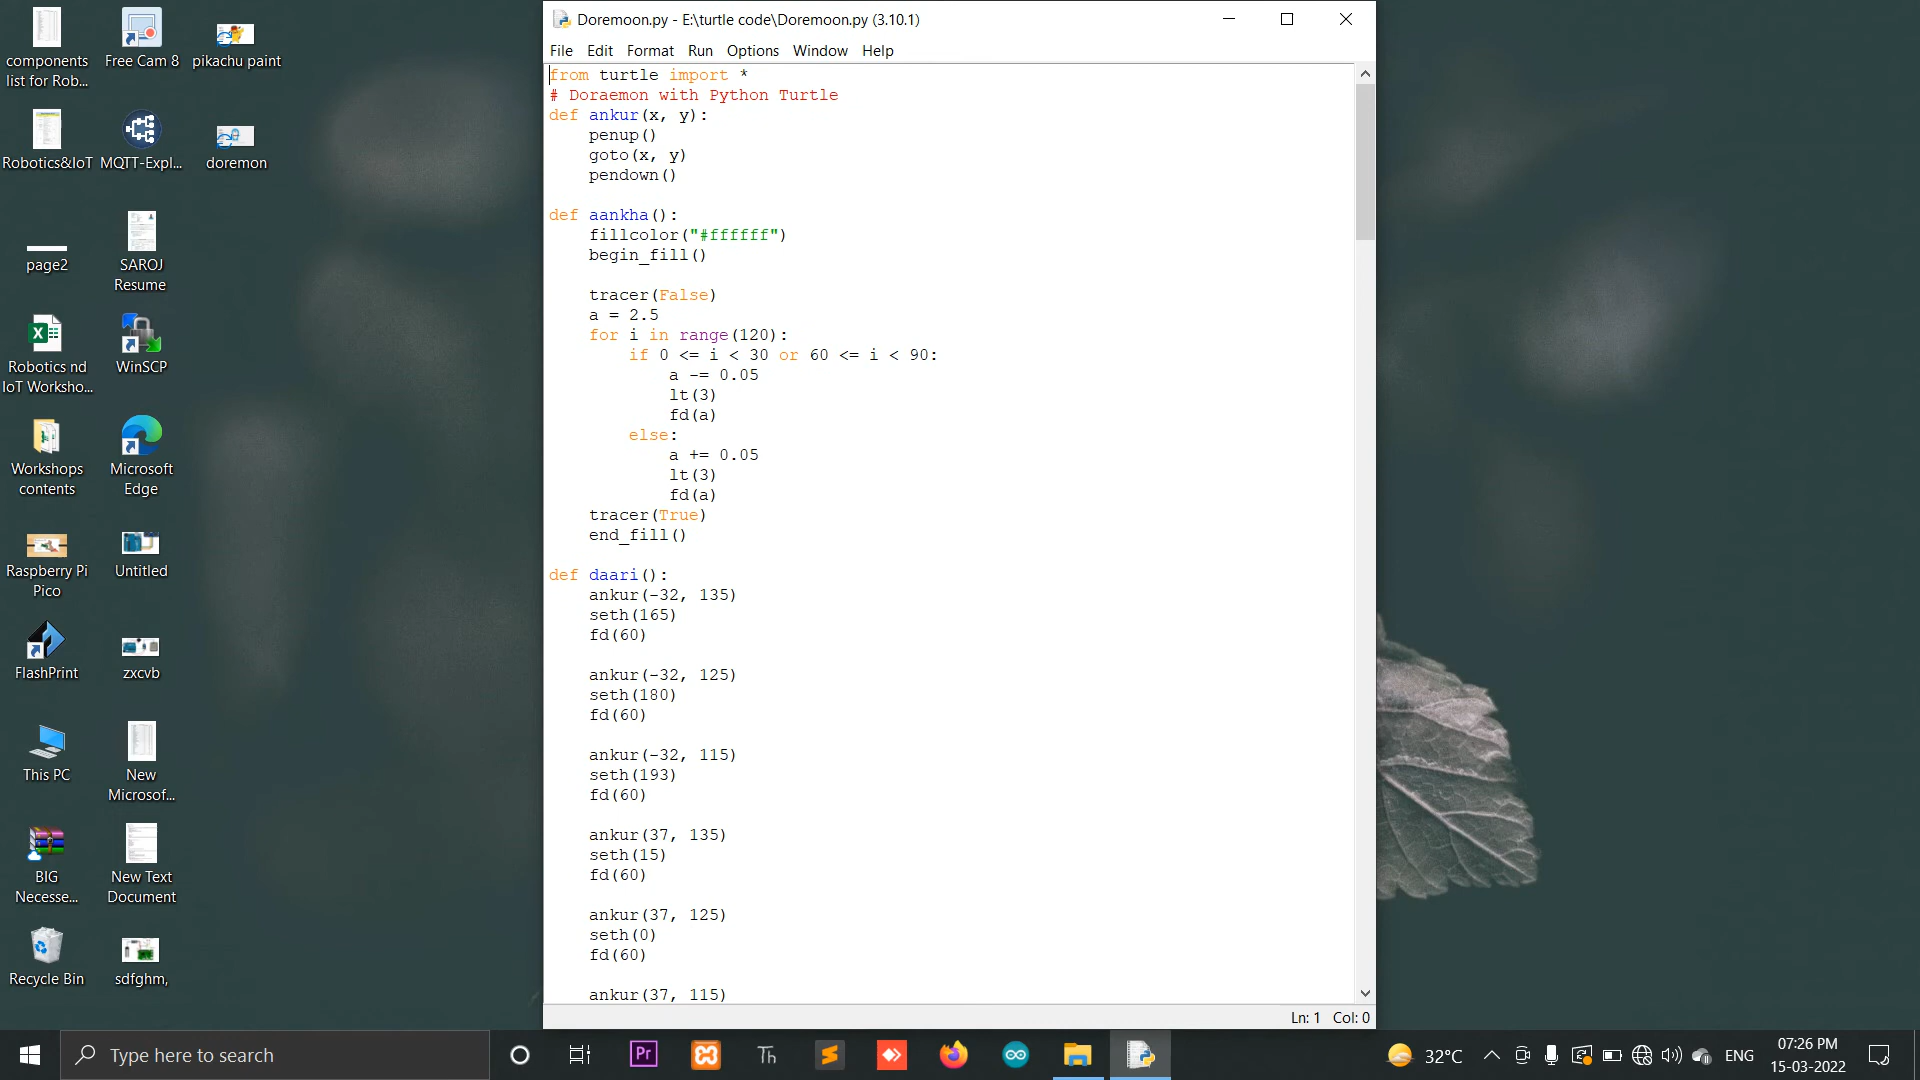 Doremoon.py - E:\turtle code\Doremoon.py (3.10.1)
File Edit Format Run Options Window Help
from turtle import *
# Doraemon with Python Turtle
def ankur(x, y):
    penup()
    goto(x, y)
    pendown()
def aankha():
    fillcolor("#ffffff")
    begin_fill()
    tracer(False)
    a = 2.5
    for i in range(120):
        if 0 <= i < 30 or 60 <= i < 90:
            a -= 0.05
            lt(3)
            fd(a)
        else:
            a += 0.05
            lt(3)
            fd(a)
    tracer(True)
    end_fill()
def daari():
    ankur(-32, 135)
    seth(165)
    fd(60)
    ankur(-32, 125)
    seth(180)
    fd(60)
    ankur(-32, 115)
    seth(193)
    fd(60)
    ankur(37, 135)
    seth(15)
    fd(60)
    ankur(37, 125)
    seth(0)
    fd(60)
    ankur(37, 115)
Ln: 1 Col: 0
components
list for Rob...
Free Cam 8
pikachu paint
Robotics&IoT
MQTT-Expl...
doremon
page2
SAROJ
Resume
Robotics nd
IoT Worksho...
WinSCP
Workshops
contents
Microsoft
Edge
Raspberry Pi
Pico
Untitled
FlashPrint
zxcvb
This PC
New
Microsof...
BIG
Necesse...
New Text
Document
Recycle Bin
sdfghm,
Type here to search
Pr
Th
32°C
ENG
07:26 PM
15-03-2022